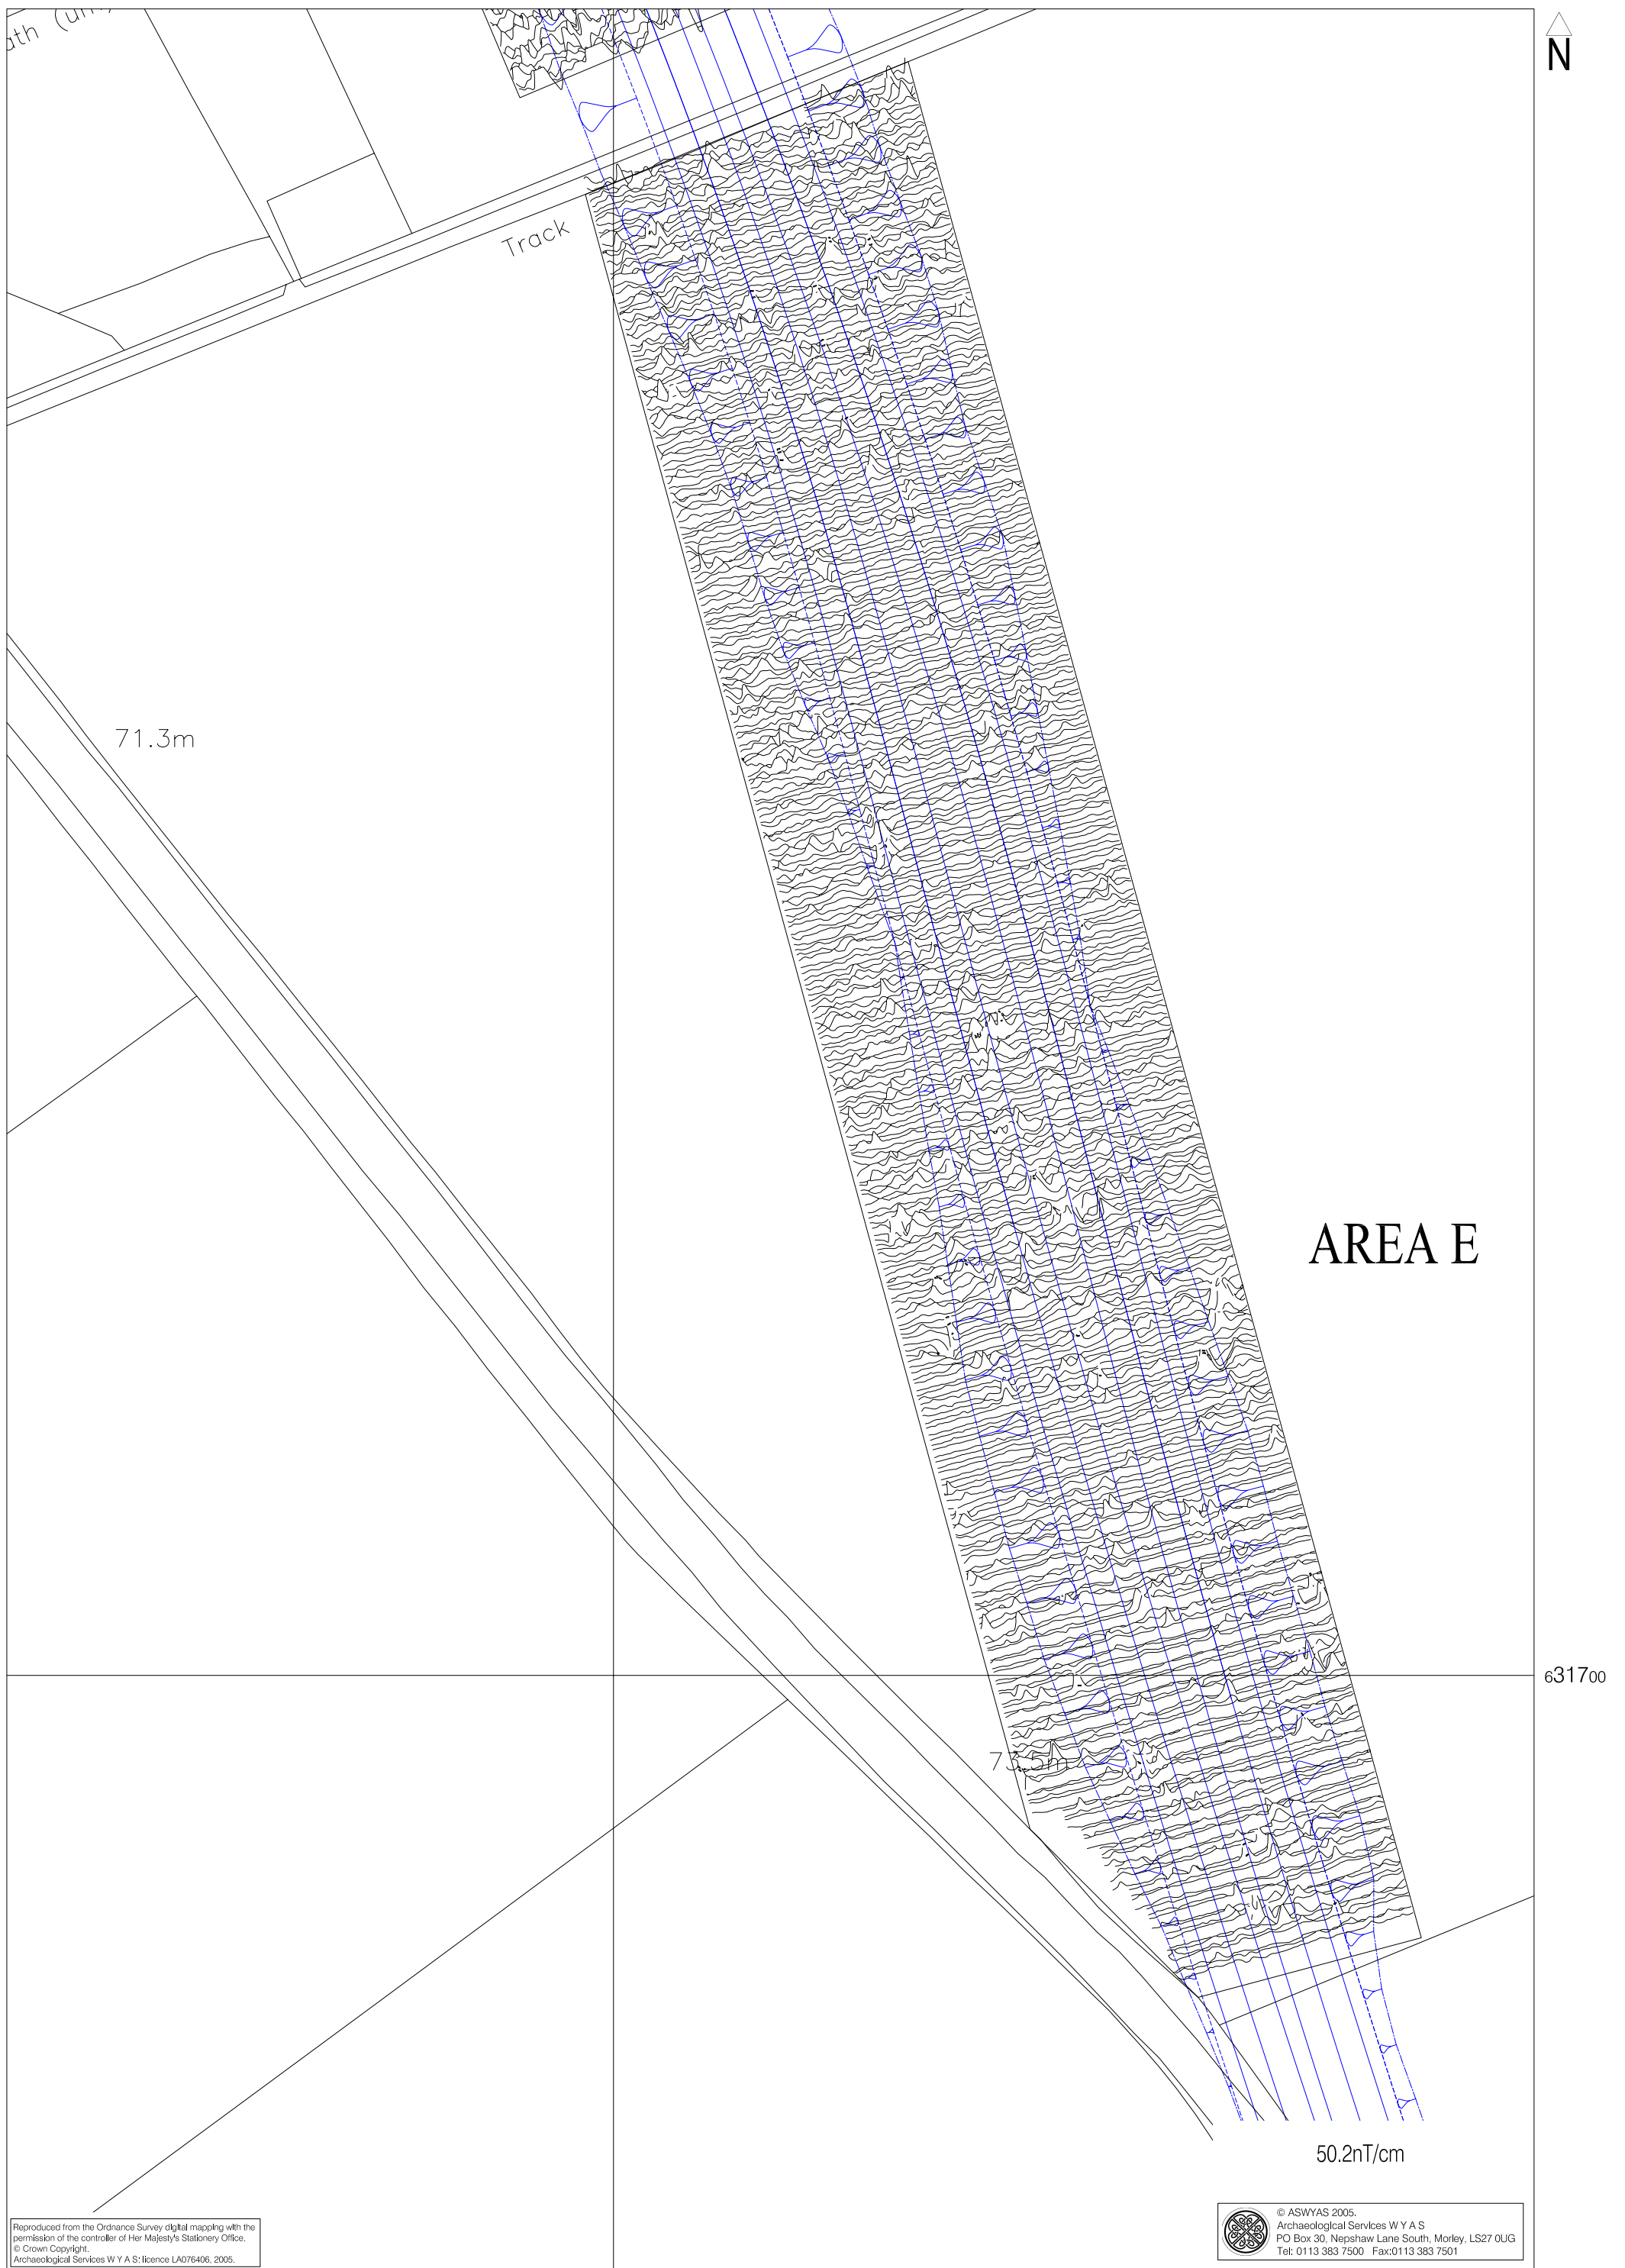 N
Track
71.3m
AREA E
631700
73.5m
50.2nT/cm
Reproduced from the Ordnance Survey digital mapping with the
permission of the controller of Her Majesty's Stationery Office.
© Crown Copyright.
Archaeological Services W Y A S: licence LA076406, 2005.
© ASWYAS 2005.
Archaeological Services W Y A S
PO Box 30, Nepshaw Lane South, Morley, LS27 0UG
Tel: 0113 383 7500 Fax:0113 383 7501